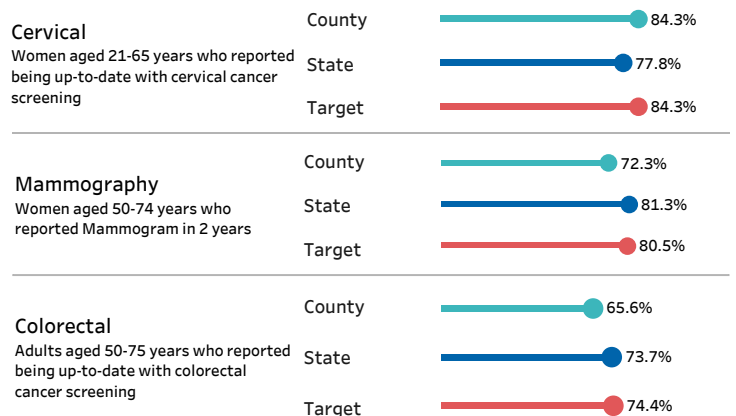 Cervical
Women aged 21-65 years who reported
being up-to-date with cervical cancer
screening
County
84.3%
State
77.8%
Target
84.3%
Mammography
Women aged 50-74 years who
reported Mammogram in 2 years
County
72.3%
State
81.3%
Target
80.5%
Colorectal
Adults aged 50-75 years who reported
being up-to-date with colorectal
cancer screening
County
65.6%
State
73.7%
Target
74.4%